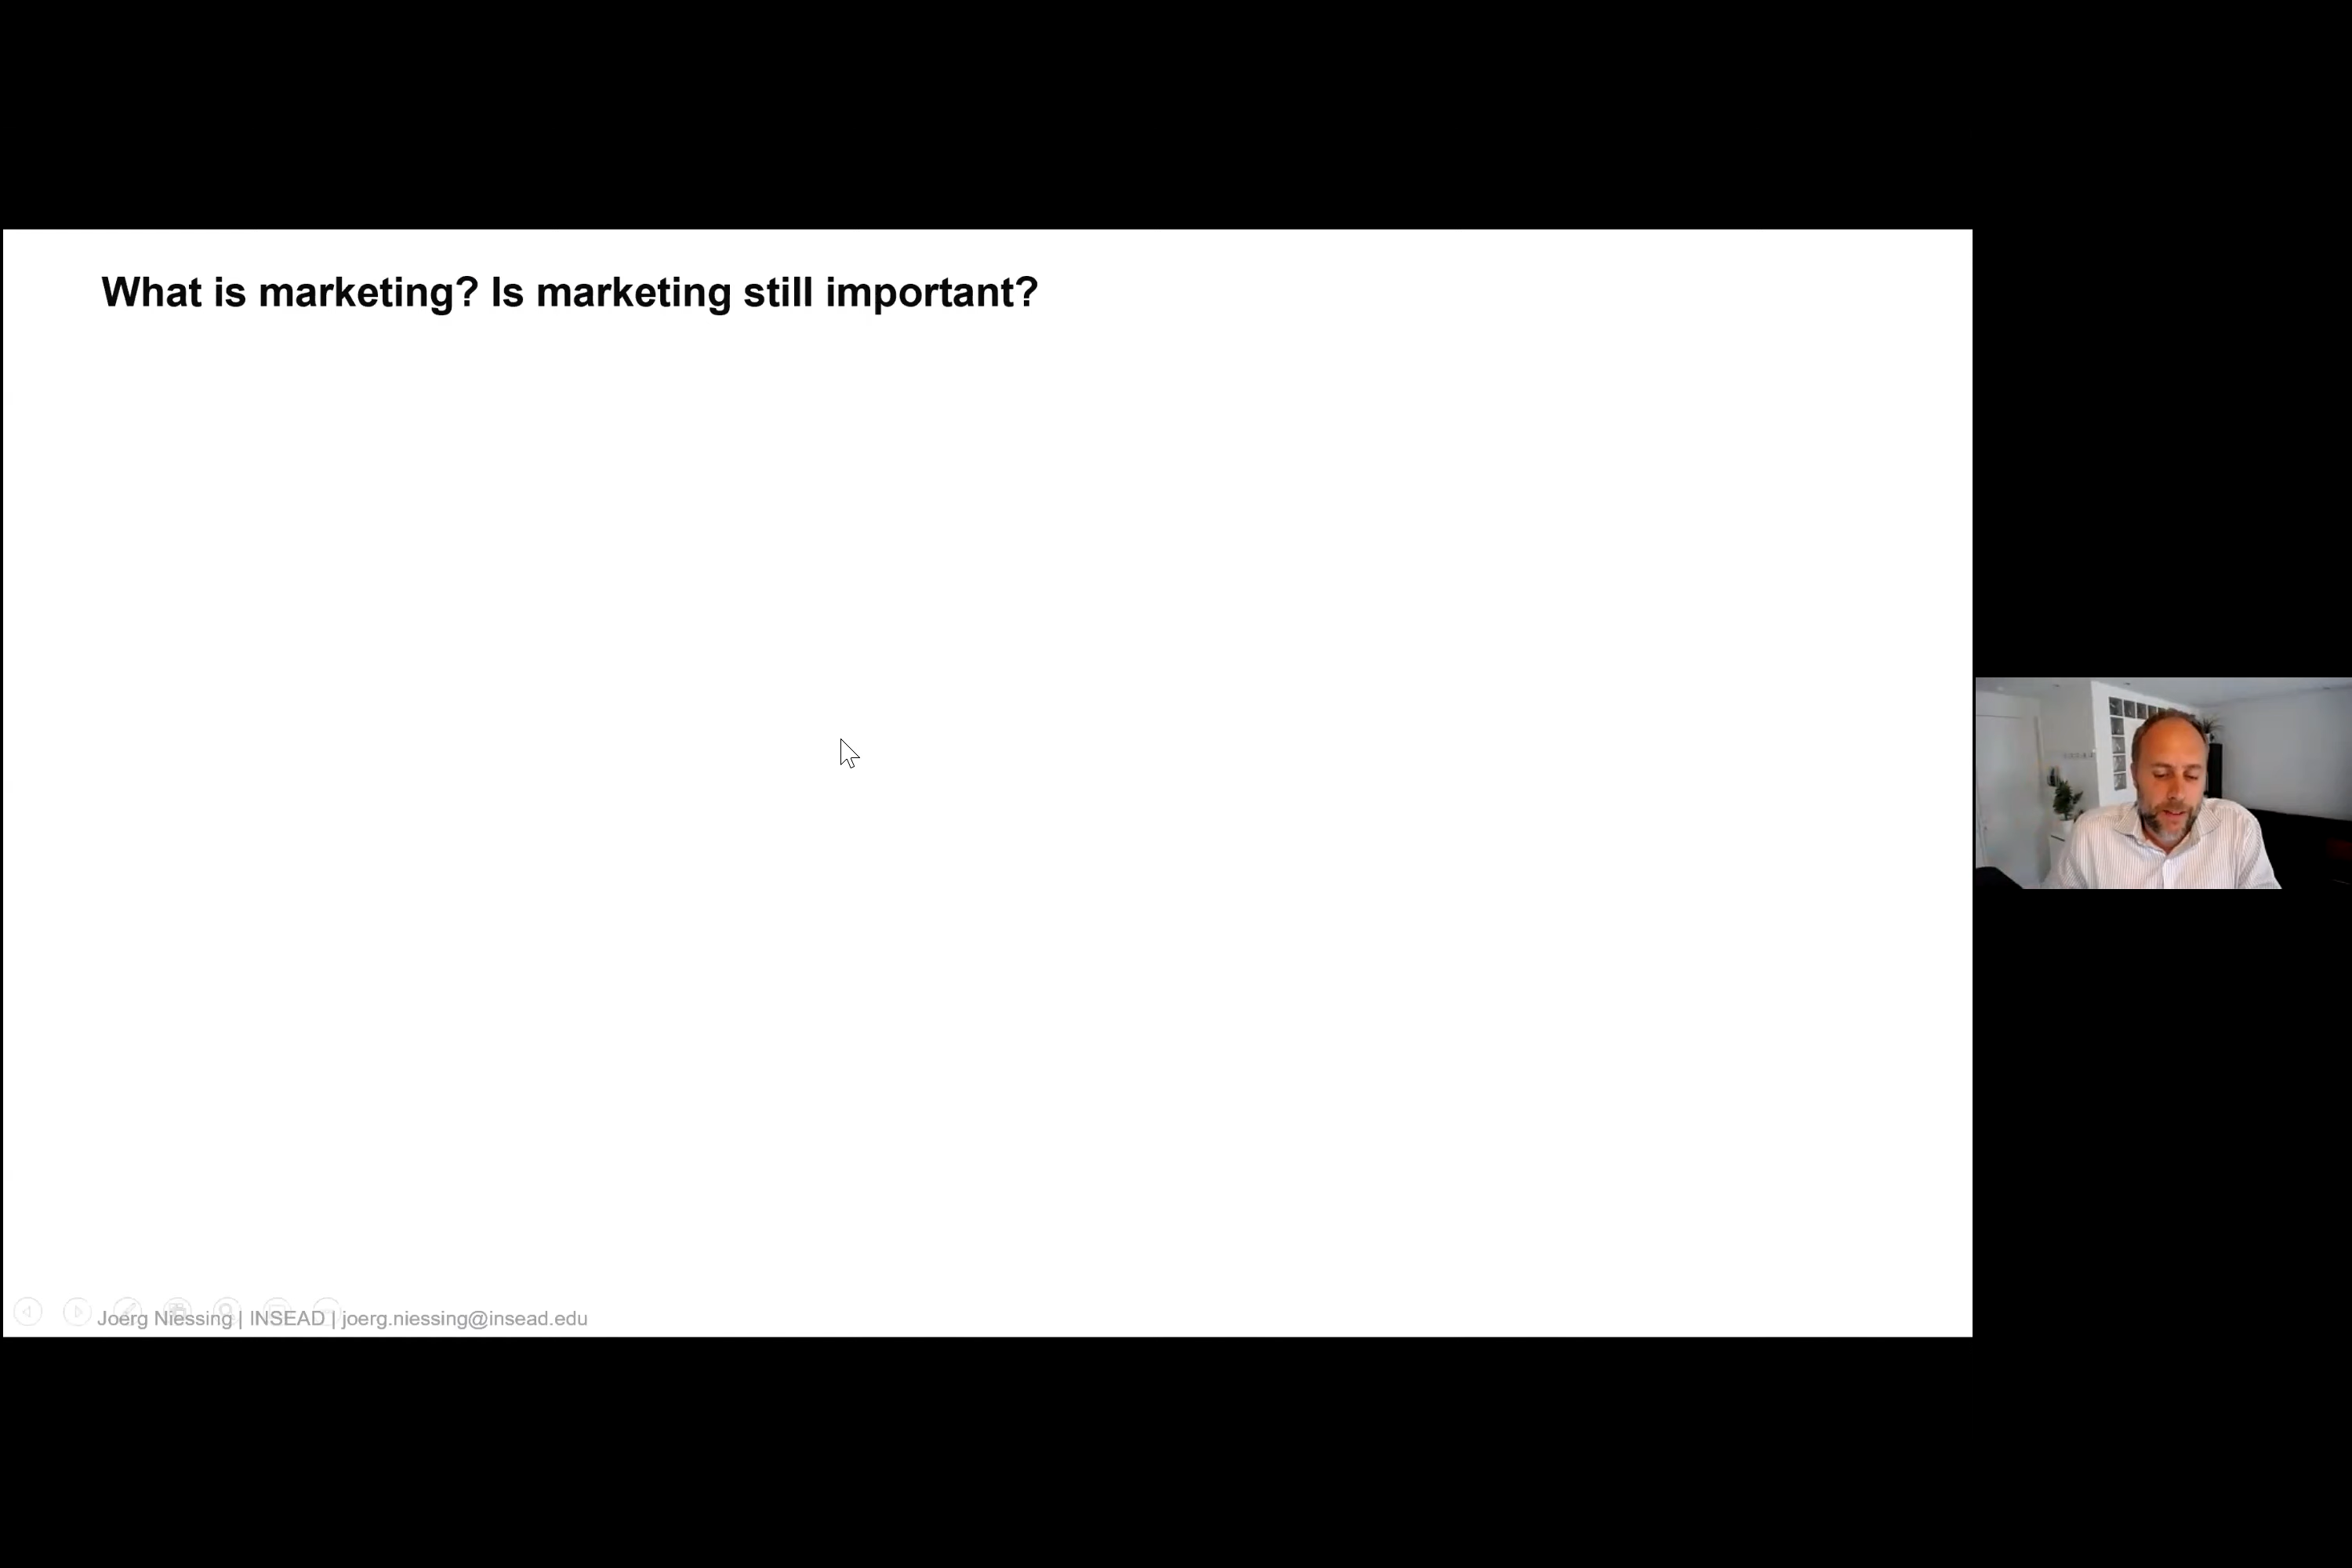 What is marketing? Is marketing still important?
Joerg Niessing | INSEAD | joerg.niessing@insead.edu